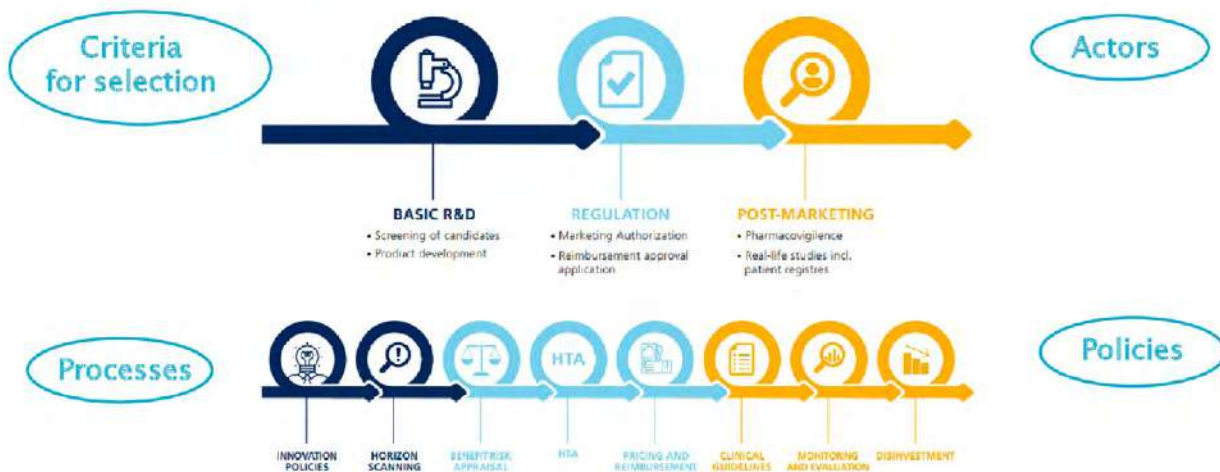 Criteria
for selection
Actors
BASIC R&D
• Screening of candidates
• Product development
REGULATION
• Marketing Authorization
• Reimbursement approval
application
POST-MARKETING
• Pharmacovigilence
• Real-life studies incl.
patient registres
Processes
Policies
HTA
INNOVATION
POLICIES
HORIZON
SCANNING
BENEFIT/RISK
APPRAISAL
HTA
PRICING AND
REIMBURSEMENT
CLINICAL
GUIDELINES
MONITORING
AND EVALUATION
DISINVESTMENT